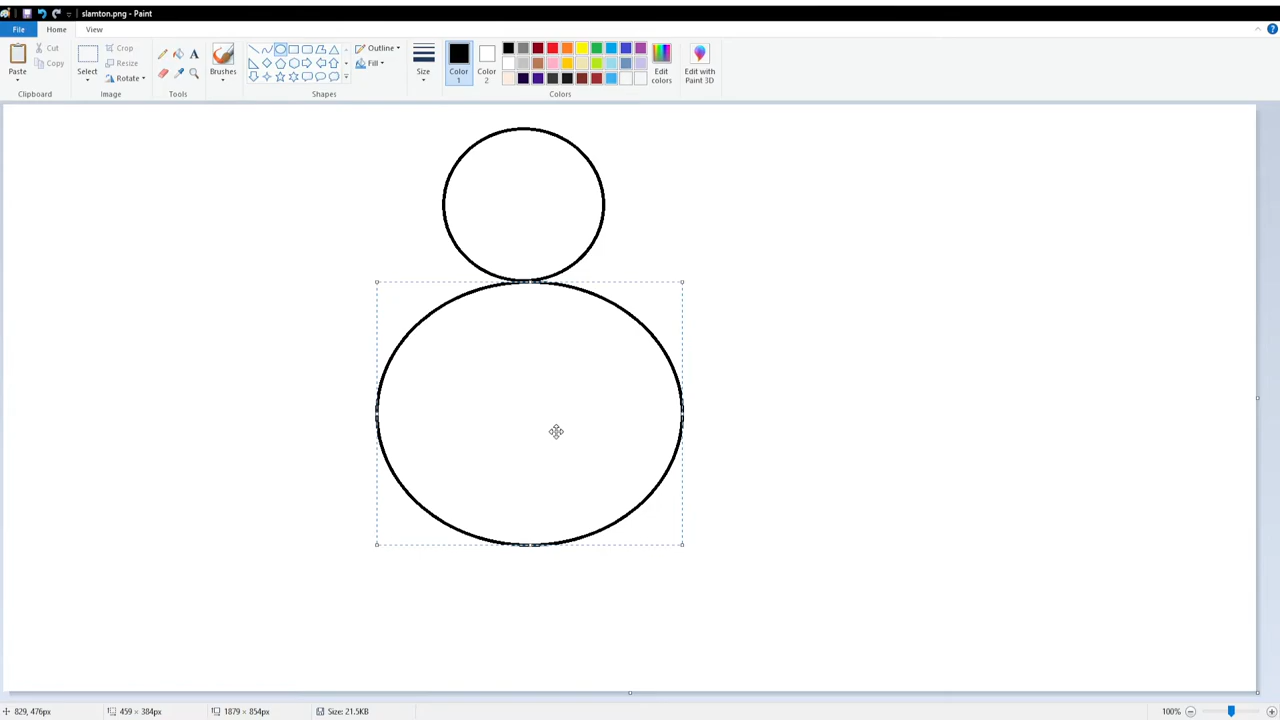 slamton.png - Paint
File Home View
Paste Cut Copy Clipboard
Select Crop Resize Rotate Image
A Tools
Brushes
Outline Fill Shapes
Size
Color 1 Color 2 Edit colors Colors
Edit with Paint 3D
829, 476px 459 × 384px 1879 × 854px Size: 21.5KB 100%